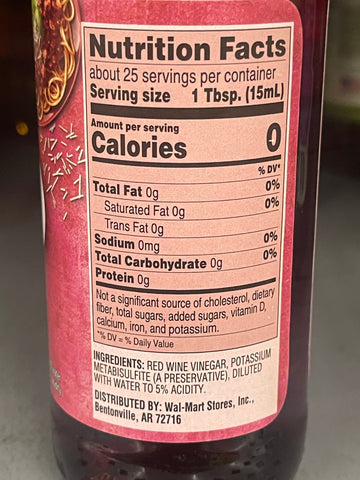 Nutrition Facts
about 25 servings per container
Serving size 1 Tbsp. (15mL)
Amount per serving
Calories 0
% DV*
Total Fat 0g 0%
Saturated Fat 0g 0%
Trans Fat 0g
Sodium 0mg 0%
Total Carbohydrate 0g 0%
Protein 0g
Not a significant source of cholesterol, dietary
fiber, total sugars, added sugars, vitamin D,
calcium, iron, and potassium.
*% DV = % Daily Value
INGREDIENTS: RED WINE VINEGAR, POTASSIUM
METABISULFITE (A PRESERVATIVE), DILUTED
WITH WATER TO 5% ACIDITY.
DISTRIBUTED BY: Wal-Mart Stores, Inc.,
Bentonville, AR 72716